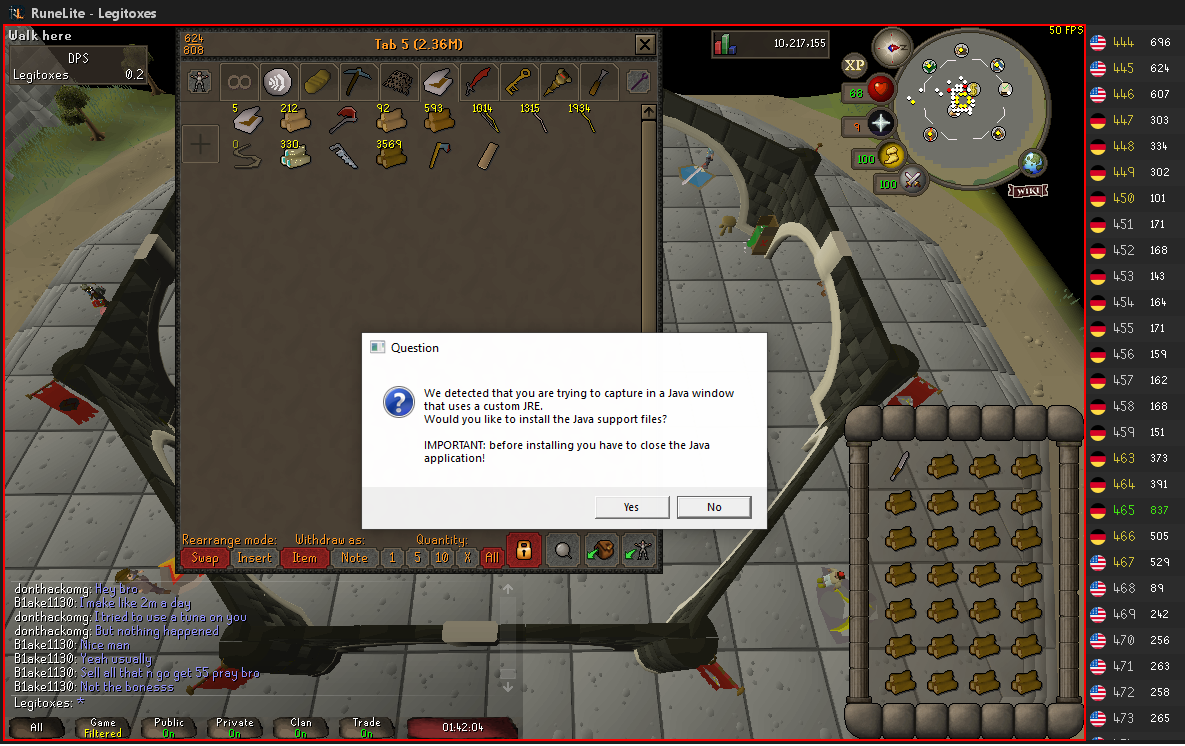 RuneLite - Legitoxes
Walk here
DPS
Legitoxes 0.2
624
808
Tab 5 (2.36M)
10,217,155
50 FPS
XP
68
9
100
100
WIKI
5 212 92 593 1014 1315 1934
0 330 3569
Question
We detected that you are trying to capture in a Java window
that uses a custom JRE.
Would you like to install the Java support files?
IMPORTANT: before installing you have to close the Java
application!
Yes No
Rearrange mode: Withdraw as: Quantity:
Swap Insert Item Note 1 5 10 X All
donthackomg: Hey bro
B1ake1130: I make like 2m a day
donthackomg: I tried to use a tuna on you
donthackomg: But nothing happened
B1ake1130: Nice man
B1ake1130: Yeah usually
B1ake1130: Sell all that n go get 55 pray bro
B1ake1130: Not the bonesss
Legitoxes: *
All
Game
Filtered
Public
On
Private
On
Clan
On
Trade
On
01:42:04
444 696
445 624
446 607
447 303
448 334
449 302
450 101
451 171
452 168
453 143
454 164
455 171
456 159
457 162
458 168
459 151
463 373
464 391
465 837
466 505
467 529
468 89
469 242
470 256
471 263
472 258
473 265